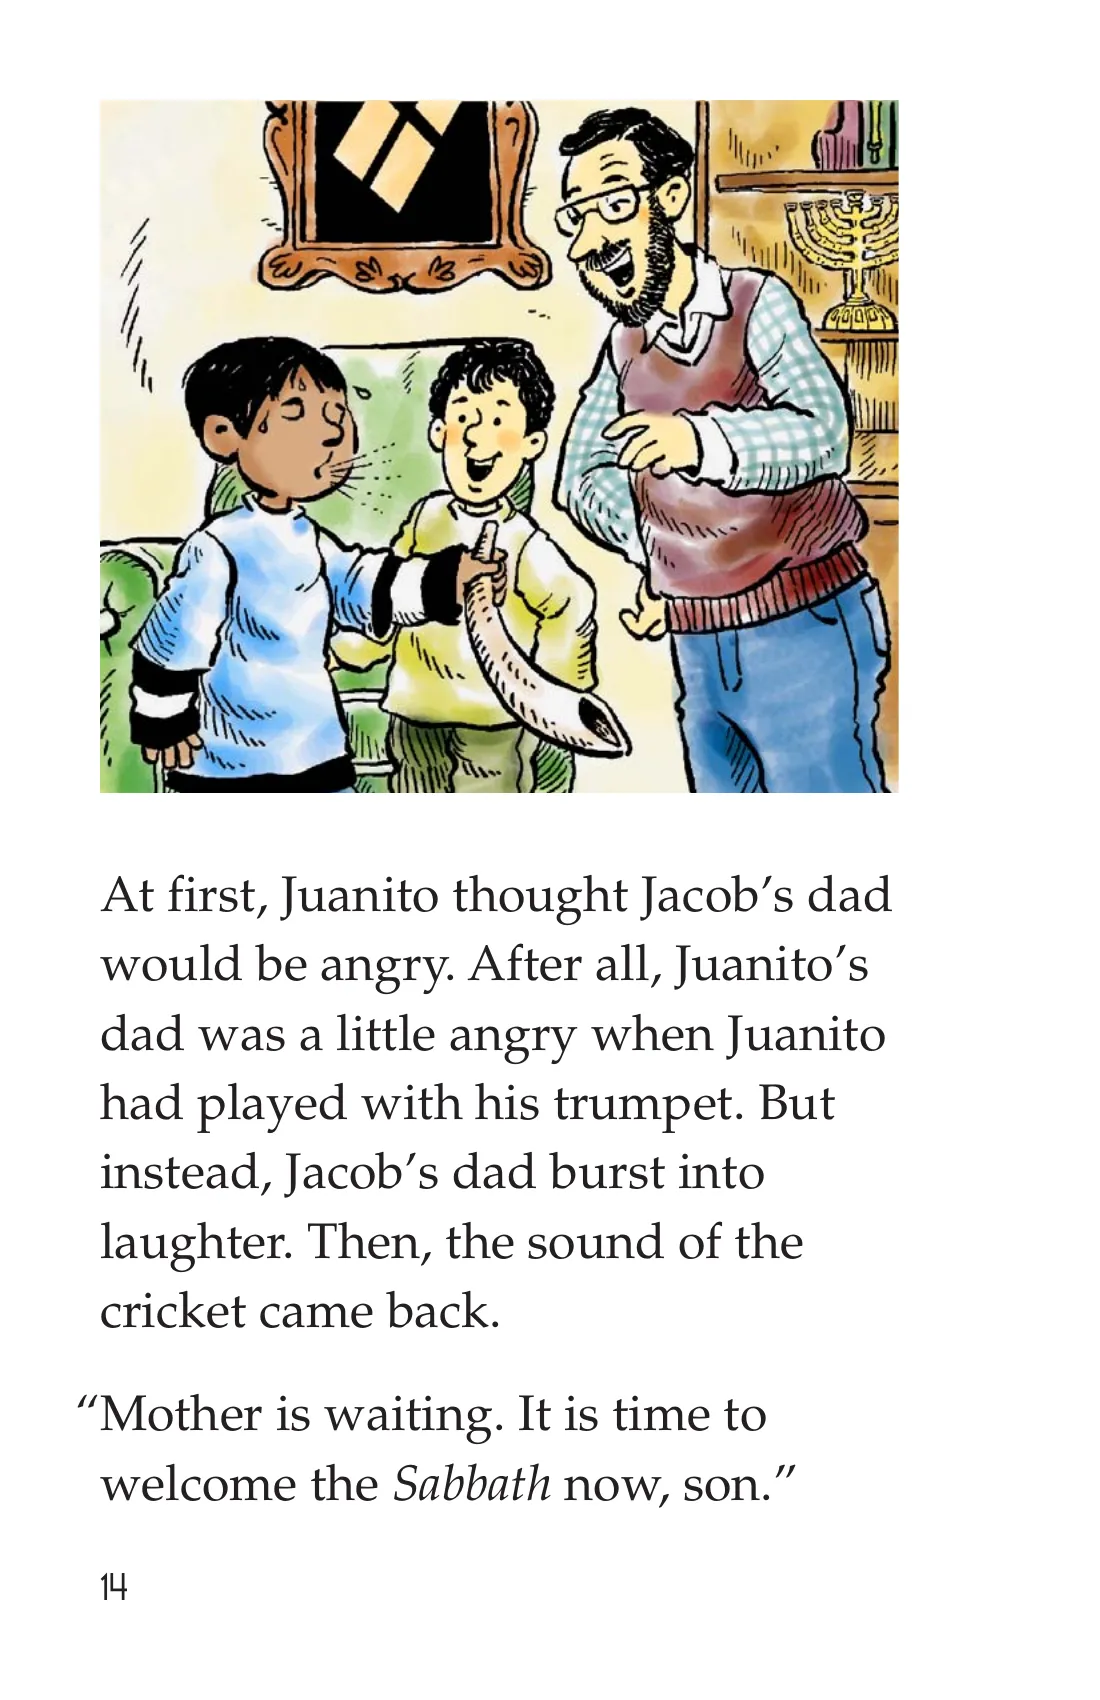 At first, Juanito thought Jacob’s dad
would be angry. After all, Juanito’s
dad was a little angry when Juanito
had played with his trumpet. But
instead, Jacob’s dad burst into
laughter. Then, the sound of the
cricket came back.
“Mother is waiting. It is time to
welcome the Sabbath now, son.”
14